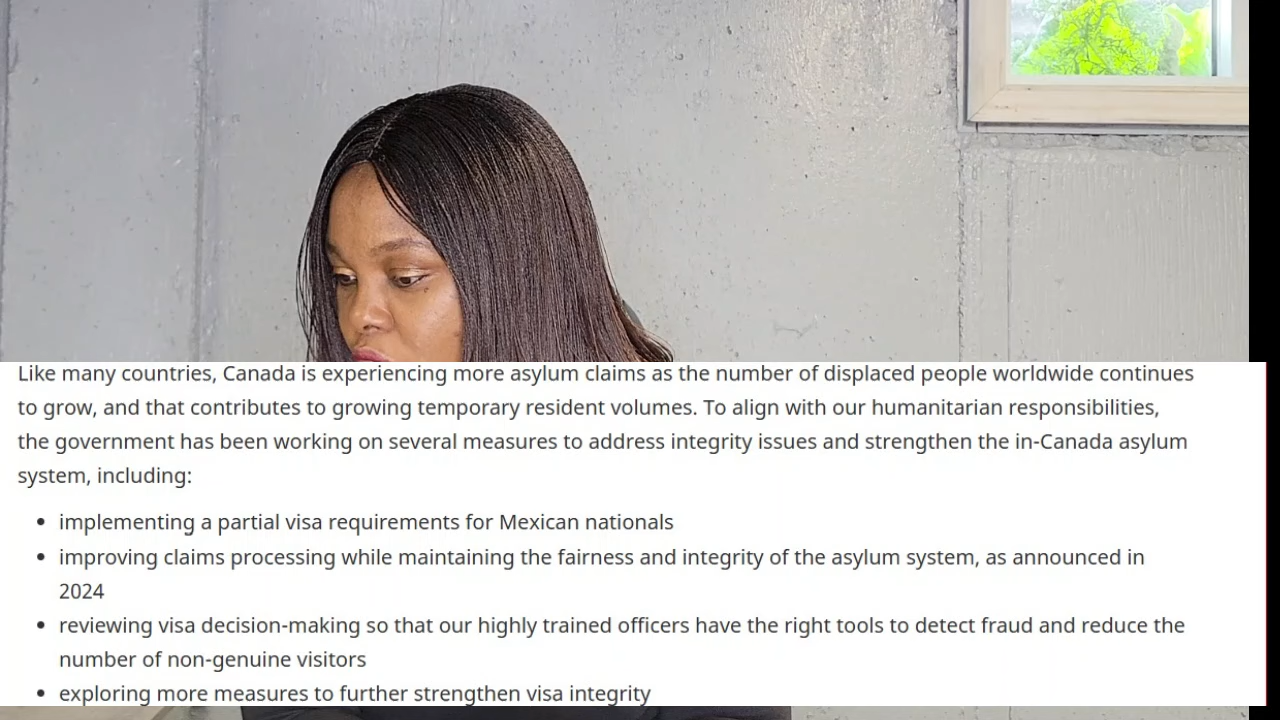 Like many countries, Canada is experiencing more asylum claims as the number of displaced people worldwide continues
to grow, and that contributes to growing temporary resident volumes. To align with our humanitarian responsibilities,
the government has been working on several measures to address integrity issues and strengthen the in-Canada asylum
system, including:
• implementing a partial visa requirements for Mexican nationals
• improving claims processing while maintaining the fairness and integrity of the asylum system, as announced in
2024
• reviewing visa decision-making so that our highly trained officers have the right tools to detect fraud and reduce the
number of non-genuine visitors
• exploring more measures to further strengthen visa integrity